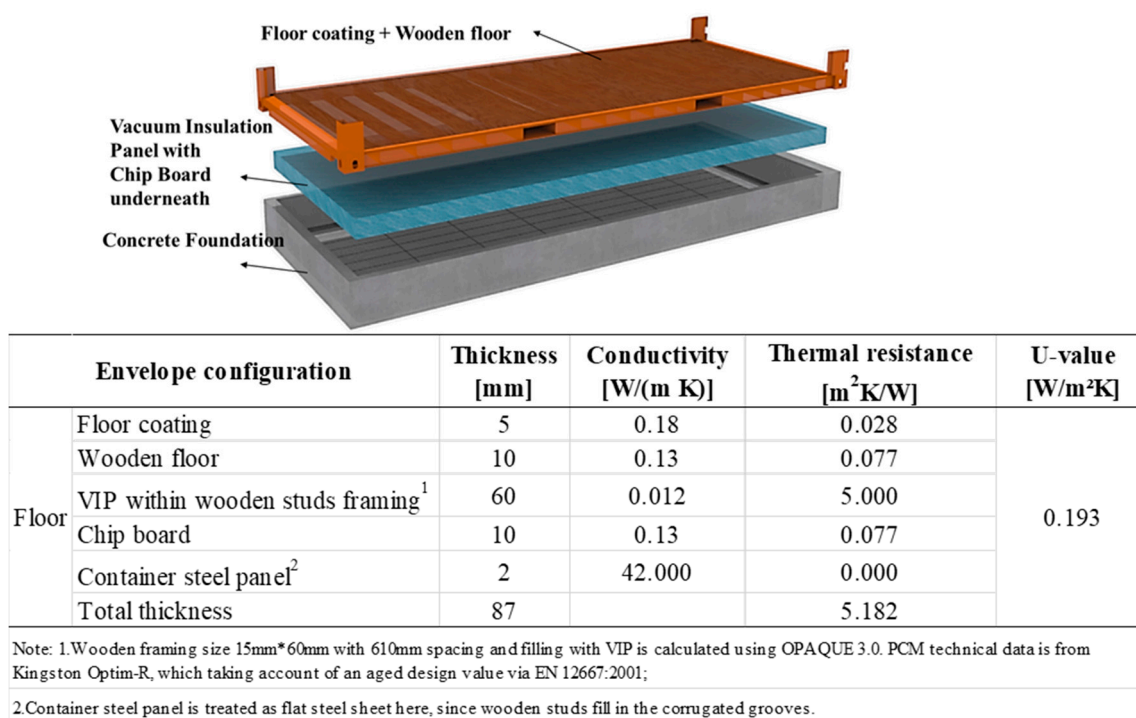 Floor coating + Wooden floor
Vacuum Insulation
Panel with
Chip Board
underneath
Concrete Foundation
Envelope configuration | Thickness [mm] | Conductivity [W/(m K)] | Thermal resistance [m²K/W] | U-value [W/m²K]
Floor | Floor coating | 5 | 0.18 | 0.028 | 0.193
Wooden floor | 10 | 0.13 | 0.077
VIP within wooden studs framing¹ | 60 | 0.012 | 5.000
Chip board | 10 | 0.13 | 0.077
Container steel panel² | 2 | 42.000 | 0.000
Total thickness | 87 | | 5.182
Note: 1.Wooden framing size 15mm*60mm with 610mm spacing and filling with VIP is calculated using OPAQUE 3.0. PCM technical data is from
Kingston Optim-R, which taking account of an aged design value via EN 12667:2001;
2.Container steel panel is treated as flat steel sheet here, since wooden studs fill in the corrugated grooves.